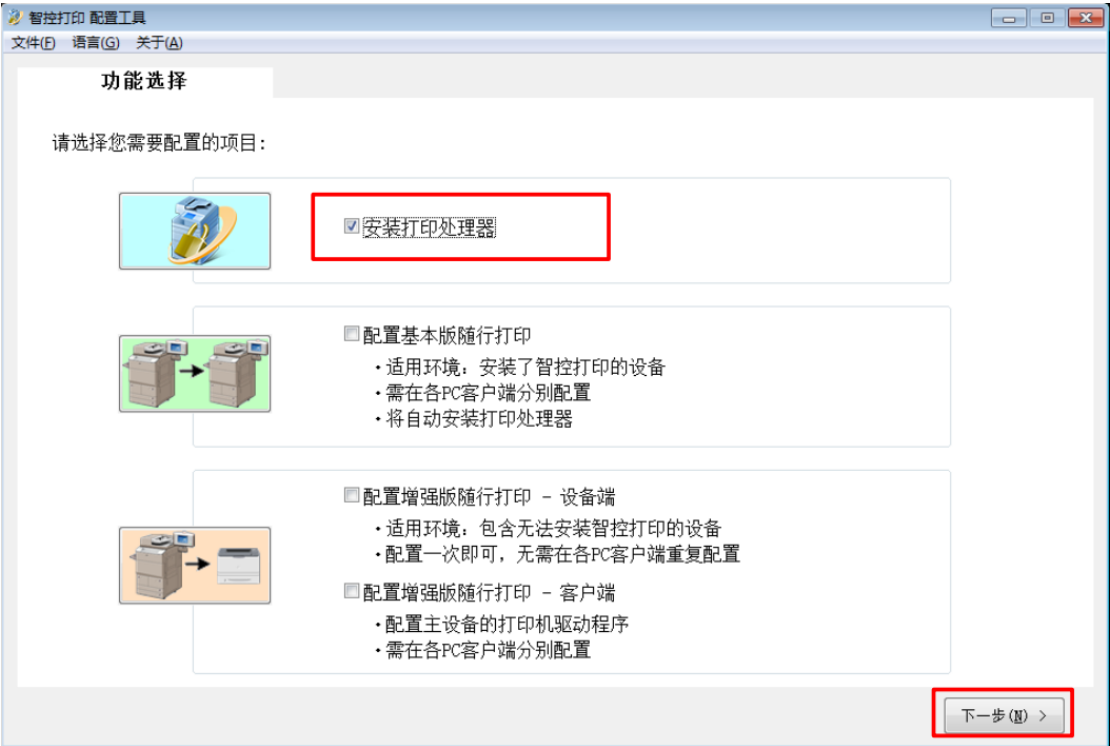 智控打印 配置工具
文件(F) 语言(G) 关于(A)
功能选择
请选择您需要配置的项目:
安装打印处理器
配置基本版随行打印
・适用环境: 安装了智控打印的设备
・需在各PC客户端分别配置
・将自动安装打印处理器
配置增强版随行打印 - 设备端
・适用环境: 包含无法安装智控打印的设备
・配置一次即可, 无需在各PC客户端重复配置
配置增强版随行打印 - 客户端
・配置主设备的打印机驱动程序
・需在各PC客户端分别配置
下一步(N) >